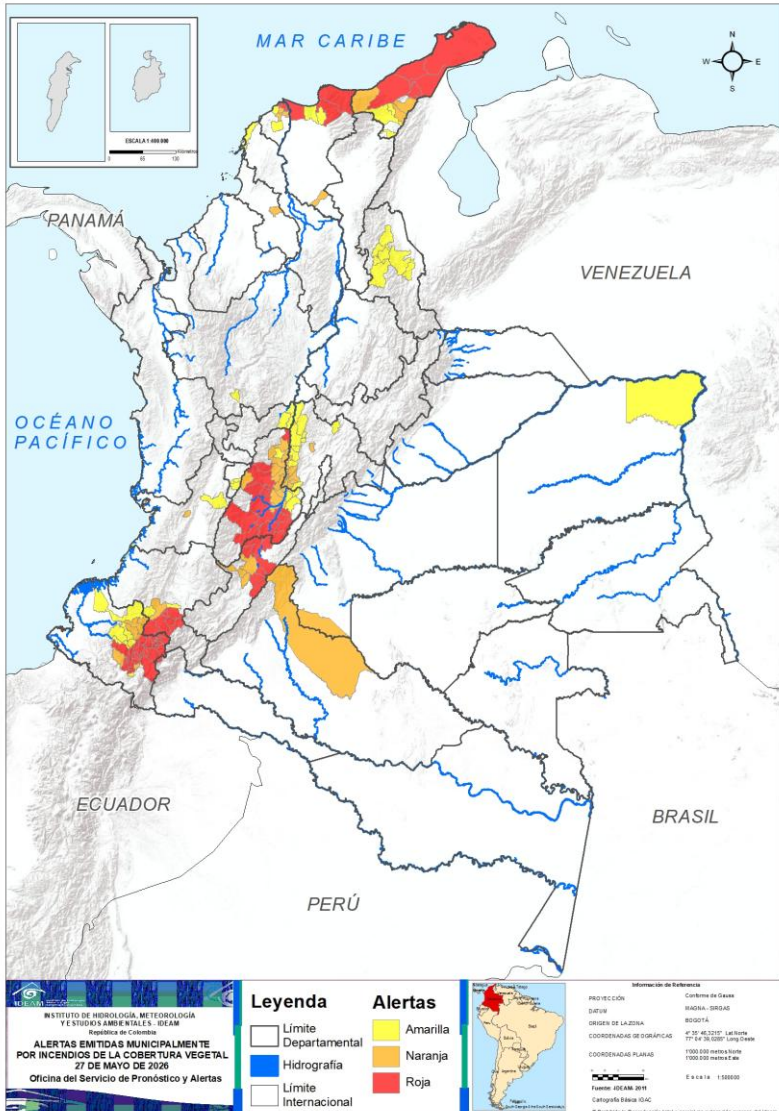 MAR CARIBE
N
W
E
S
ESCALA 1:400.000
PANAMÁ
VENEZUELA
OCÉANO
PACÍFICO
ECUADOR
BRASIL
PERÚ
IDEAM
INSTITUTO DE HIDROLOGÍA, METEOROLOGÍA
Y ESTUDIOS AMBIENTALES - IDEAM
República de Colombia
ALERTAS EMITIDAS MUNICIPALMENTE
POR INCENDIOS DE LA COBERTURA VEGETAL
27 DE MAYO DE 2026
Oficina del Servicio de Pronóstico y Alertas
Leyenda
Límite
Departamental
Hidrografía
Límite
Internacional
Alertas
Amarilla
Naranja
Roja
Información de Referencia
PROYECCIÓN
Conforme de Gauss
DATUM
MAGNA - SIRGAS
ORIGEN DE LA ZONA
BOGOTÁ
COORDENADAS GEOGRÁFICAS
COORDENADAS PLANAS
1'000.000 metros Norte
1'000.000 metros Este
Fuente: IDEAM 2011
Cartografía Básica IGAC